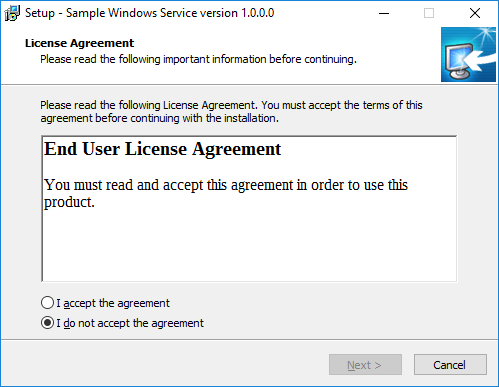 Setup - Sample Windows Service version 1.0.0.0
License Agreement
Please read the following important information before continuing.
Please read the following License Agreement. You must accept the terms of this
agreement before continuing with the installation.
End User License Agreement
You must read and accept this agreement in order to use this
product.
I accept the agreement
I do not accept the agreement
Next >
Cancel